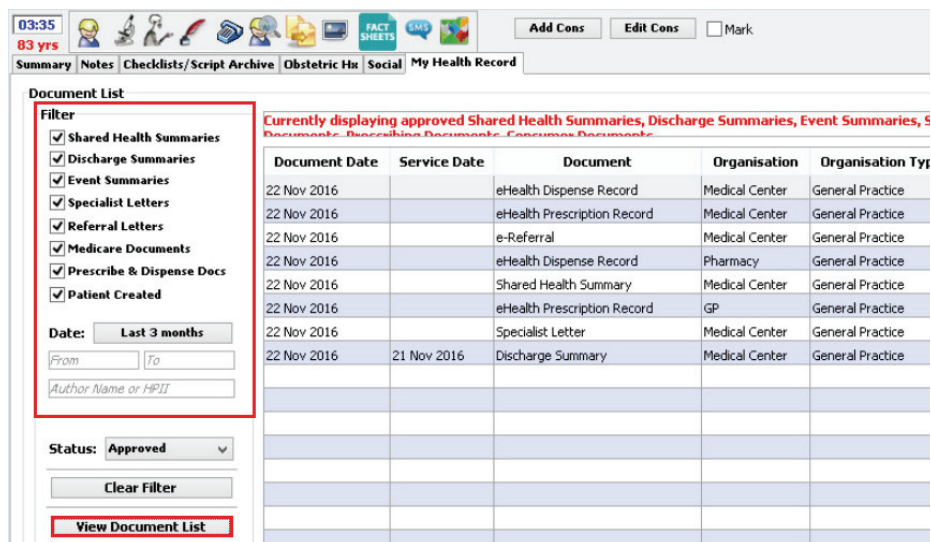 03:35
83 yrs
FACT SHEETS
SMS
Add Cons
Edit Cons
Mark
Summary Notes Checklists/Script Archive Obstetric Hx Social My Health Record
Document List
Filter
Shared Health Summaries
Discharge Summaries
Event Summaries
Specialist Letters
Referral Letters
Medicare Documents
Prescribe & Dispense Docs
Patient Created
Date: Last 3 months
From To
Author Name or HPII
Status: Approved
Clear Filter
View Document List
Currently displaying approved Shared Health Summaries, Discharge Summaries, Event Summaries, S
Documents, Prescribing Documents, Consumer Documents
Document Date Service Date Document Organisation Organisation Typ
22 Nov 2016 eHealth Dispense Record Medical Center General Practice
22 Nov 2016 eHealth Prescription Record Medical Center General Practice
22 Nov 2016 e-Referral Medical Center General Practice
22 Nov 2016 eHealth Dispense Record Pharmacy General Practice
22 Nov 2016 Shared Health Summary Medical Center General Practice
22 Nov 2016 eHealth Prescription Record GP General Practice
22 Nov 2016 Specialist Letter Medical Center General Practice
22 Nov 2016 21 Nov 2016 Discharge Summary Medical Center General Practice